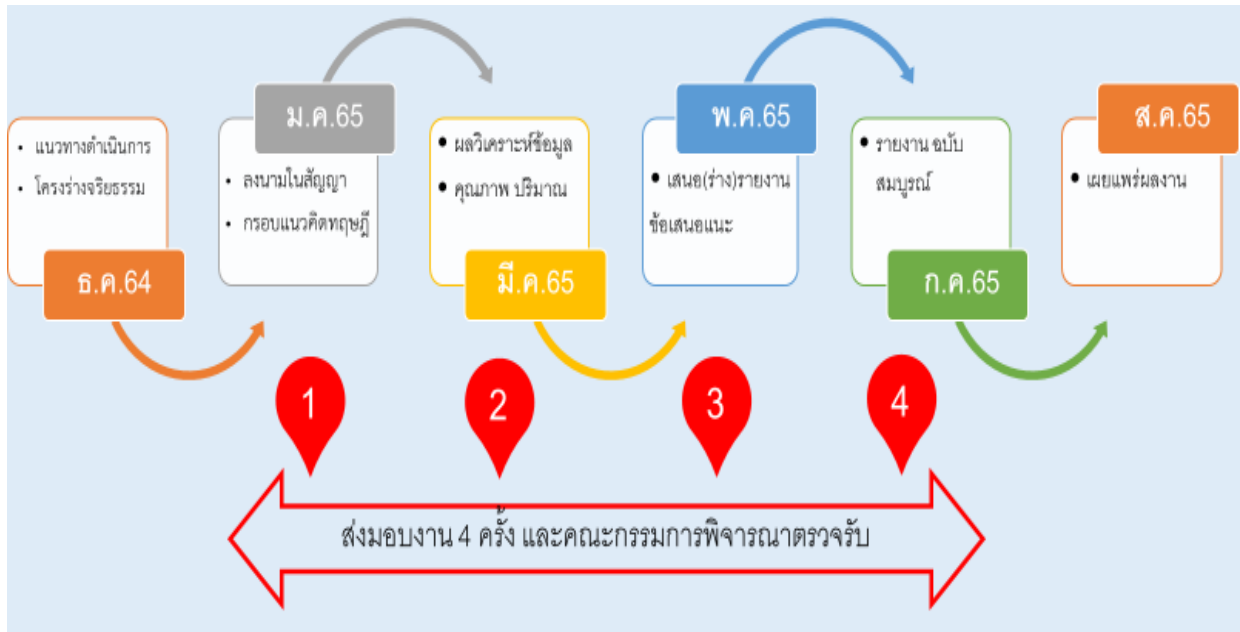 • แนวทางดำเนินการ
• โครงร่างจริยธรรม
ธ.ค.64
ม.ค.65
• ลงนามในสัญญา
• กรอบแนวคิดทฤษฎี
• ผลวิเคราะห์ข้อมูล
• คุณภาพ ปริมาณ
มี.ค.65
พ.ค.65
• เสนอ(ร่าง)รายงาน
ข้อเสนอแนะ
• รายงาน ฉบับ
สมบูรณ์
ก.ค.65
ส.ค.65
• เผยแพร่ผลงาน
1
2
3
4
ส่งมอบงาน 4 ครั้ง และคณะกรรมการพิจารณาตรวจรับ